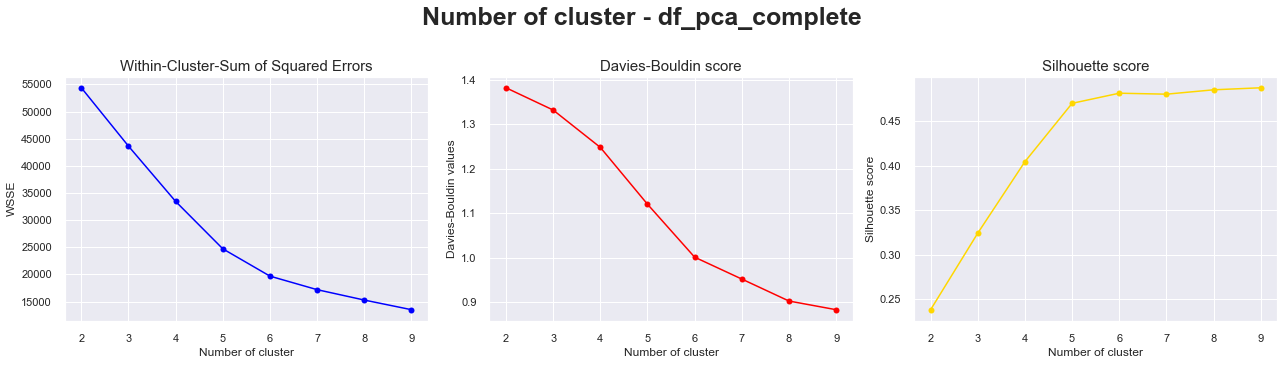 Number of cluster - df_pca_complete
Within-Cluster-Sum of Squared Errors
WSSE
55000
50000
45000
40000
35000
30000
25000
20000
15000
2 3 4 5 6 7 8 9
Number of cluster
Davies-Bouldin score
Davies-Bouldin values
1.4
1.3
1.2
1.1
1.0
0.9
2 3 4 5 6 7 8 9
Number of cluster
Silhouette score
Silhouette score
0.45
0.40
0.35
0.30
0.25
2 3 4 5 6 7 8 9
Number of cluster